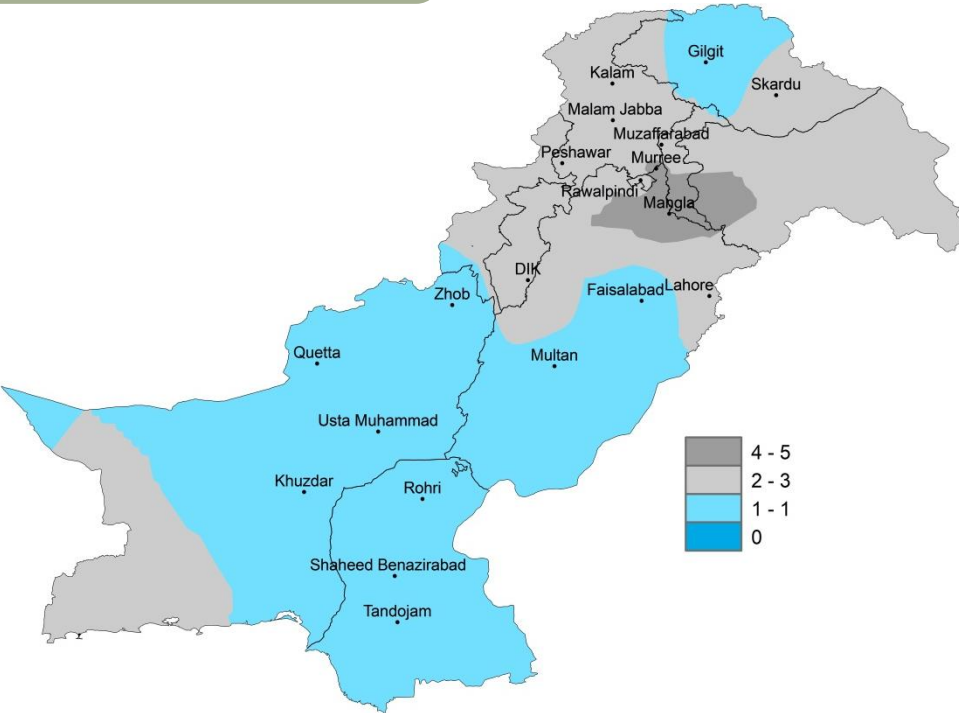 Gilgit
Kalam
Skardu
Malam Jabba
Muzaffarabad
Peshawar
Murree
Rawalpindi
Mangla
DIK
Zhob
Faisalabad
Lahore
Quetta
Multan
Usta Muhammad
Khuzdar
Rohri
Shaheed Benazirabad
Tandojam
4 - 5
2 - 3
1 - 1
0